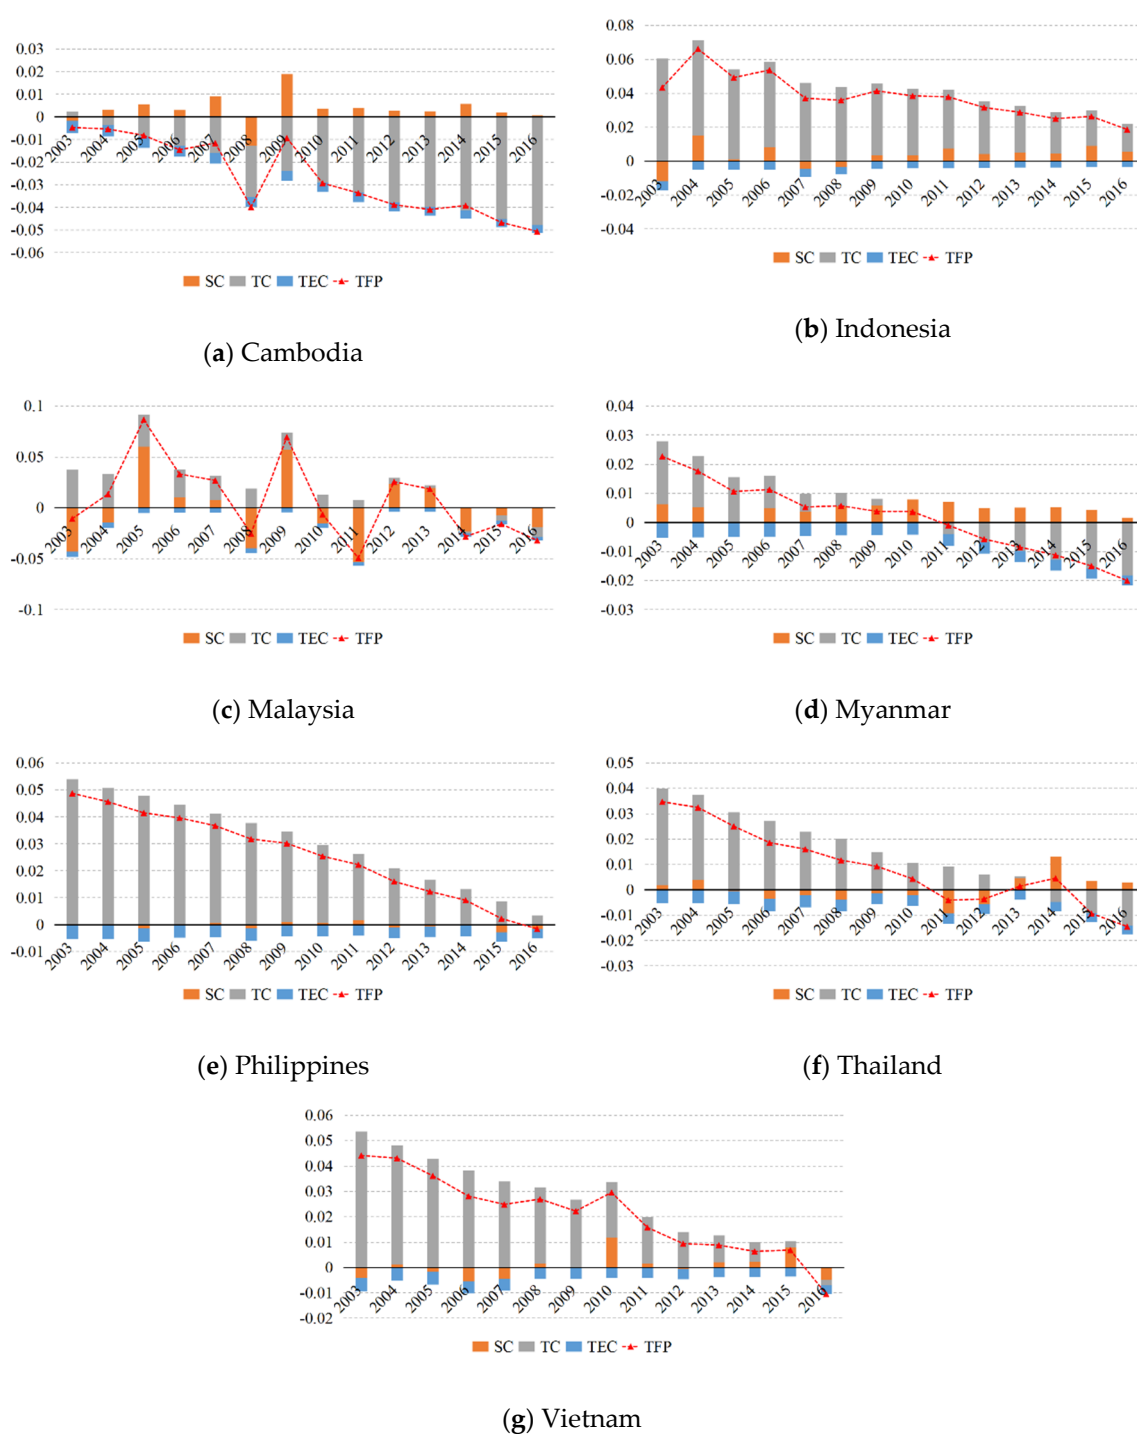 0.03
0.02
0.01
0
-0.01
-0.02
-0.03
-0.04
-0.05
-0.06
2003 2004 2005 2006 2007 2008 2009 2010 2011 2012 2013 2014 2015 2016
SC TC TEC TFP
(a) Cambodia
0.08
0.06
0.04
0.02
0
-0.02
-0.04
2003 2004 2005 2006 2007 2008 2009 2010 2011 2012 2013 2014 2015 2016
SC TC TEC TFP
(b) Indonesia
0.1
0.05
0
-0.05
-0.1
2003 2004 2005 2006 2007 2008 2009 2010 2011 2012 2013 2014 2015 2016
SC TC TEC TFP
(c) Malaysia
0.04
0.03
0.02
0.01
0
-0.01
-0.02
-0.03
2003 2004 2005 2006 2007 2008 2009 2010 2011 2012 2013 2014 2015 2016
SC TC TEC TFP
(d) Myanmar
0.06
0.05
0.04
0.03
0.02
0.01
0
-0.01
2003 2004 2005 2006 2007 2008 2009 2010 2011 2012 2013 2014 2015 2016
SC TC TEC TFP
(e) Philippines
0.05
0.04
0.03
0.02
0.01
0
-0.01
-0.02
-0.03
2003 2004 2005 2006 2007 2008 2009 2010 2011 2012 2013 2014 2015 2016
SC TC TEC TFP
(f) Thailand
0.06
0.05
0.04
0.03
0.02
0.01
0
-0.01
-0.02
2003 2004 2005 2006 2007 2008 2009 2010 2011 2012 2013 2014 2015 2016
SC TC TEC TFP
(g) Vietnam